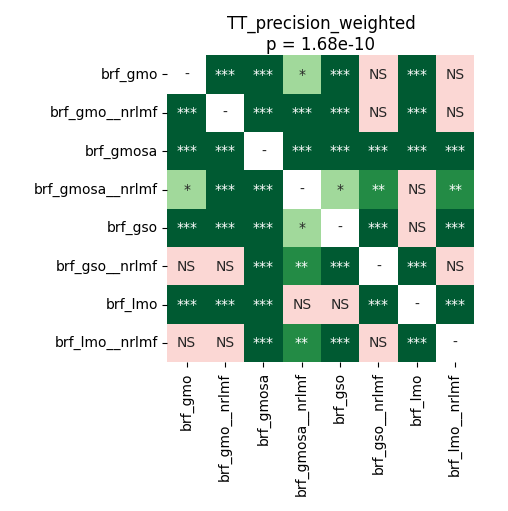 TT_precision_weighted
p = 1.68e-10
brf_gmo - *** *** * *** NS *** NS
brf_gmo__nrlmf *** - *** *** *** NS *** NS
brf_gmosa *** *** - *** *** *** *** ***
brf_gmosa__nrlmf * *** *** - * ** NS **
brf_gso *** *** *** * - *** NS ***
brf_gso__nrlmf NS NS *** ** *** - *** NS
brf_lmo *** *** *** NS NS *** - ***
brf_lmo__nrlmf NS NS *** ** *** NS *** -
brf_gmo
brf_gmo__nrlmf
brf_gmosa
brf_gmosa__nrlmf
brf_gso
brf_gso__nrlmf
brf_lmo
brf_lmo__nrlmf